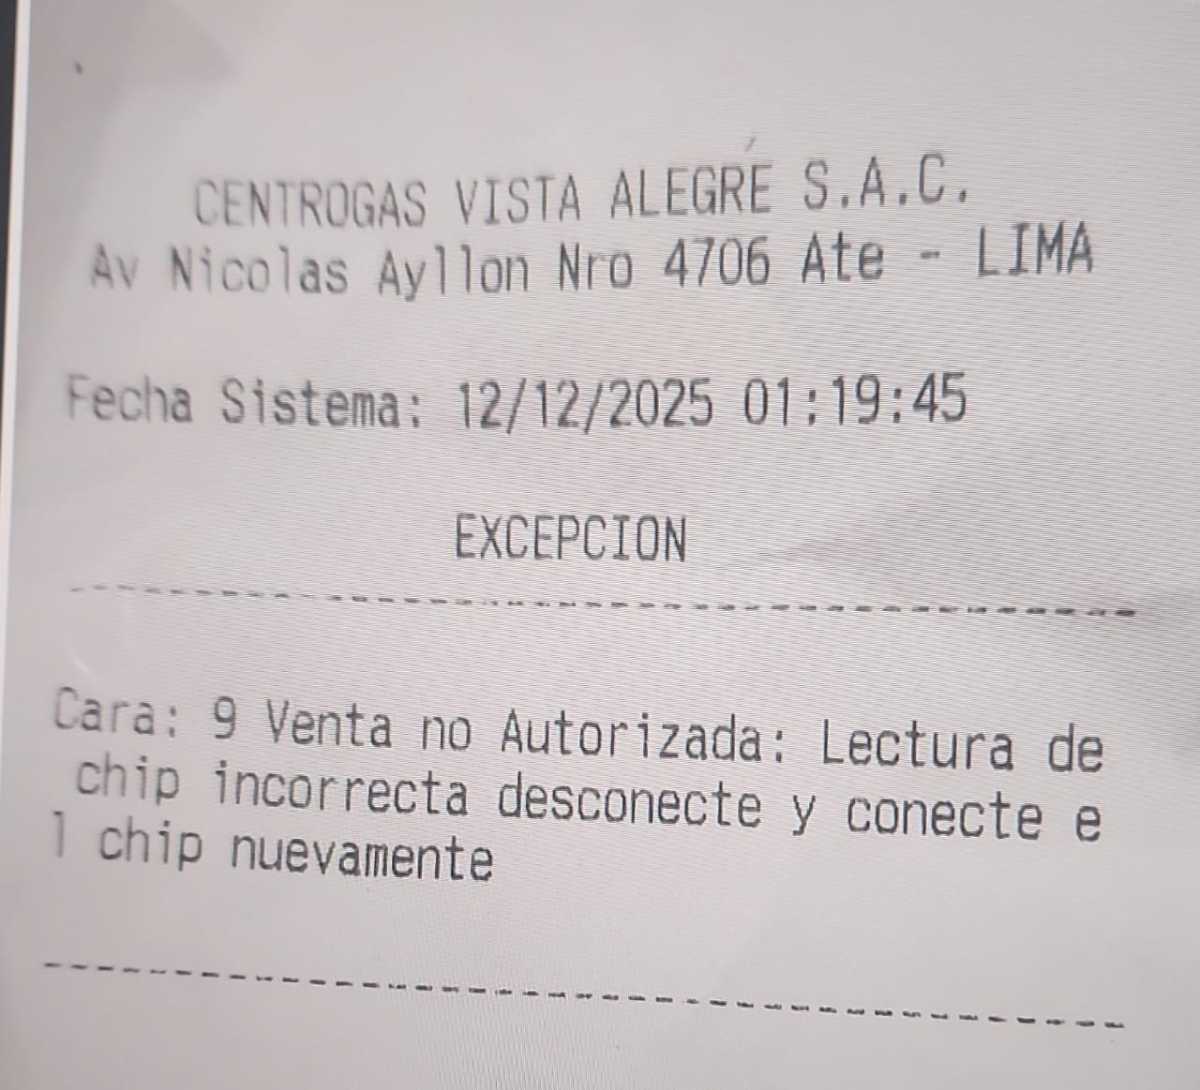 CENTROGAS VISTA ALEGRE S.A.C.
Av Nicolas Ayllon Nro 4706 Ate - LIMA
Fecha Sistema: 12/12/2025 01:19:45
EXCEPCION
Cara: 9 Venta no Autorizada: Lectura de
chip incorrecta desconecte y conecte e
l chip nuevamente